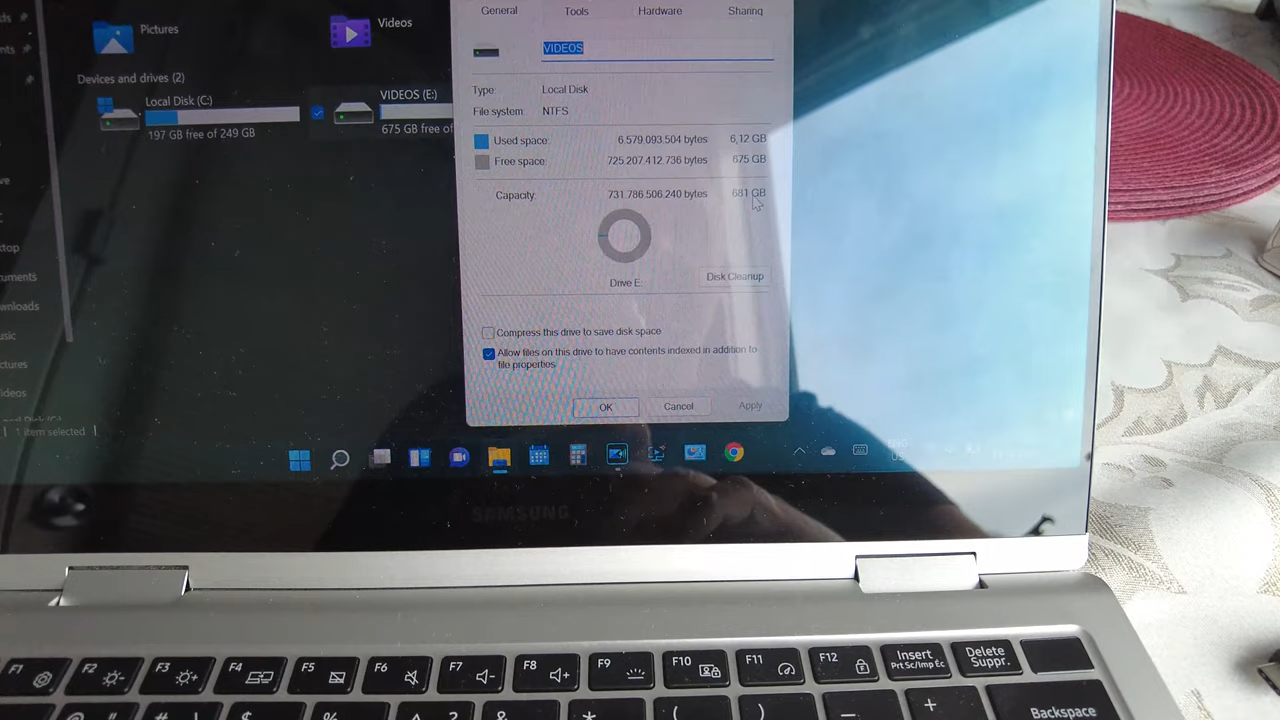 General Tools Hardware Sharing
Pictures
Videos
VIDEOS
Devices and drives (2)
Local Disk (C:)
197 GB free of 249 GB
VIDEOS (E:)
675 GB free of
Type: Local Disk
File system: NTFS
Used space: 6.579.093.504 bytes 6,12 GB
Free space: 725.207.412.736 bytes 675 GB
Capacity: 731.786.506.240 bytes 681 GB
Drive E:
Disk Cleanup
Compress this drive to save disk space
Allow files on this drive to have contents indexed in addition to
file properties
OK Cancel Apply
1 item selected
ENG
SAMSUNG
F1 F2 F3 F4 F5 F6 F7 F8 F9 F10 F11 F12
Insert
Prt Sc/Imp Éc
Delete
Suppr.
@ # $ % ^ ? & * ( ) — +
Backspace